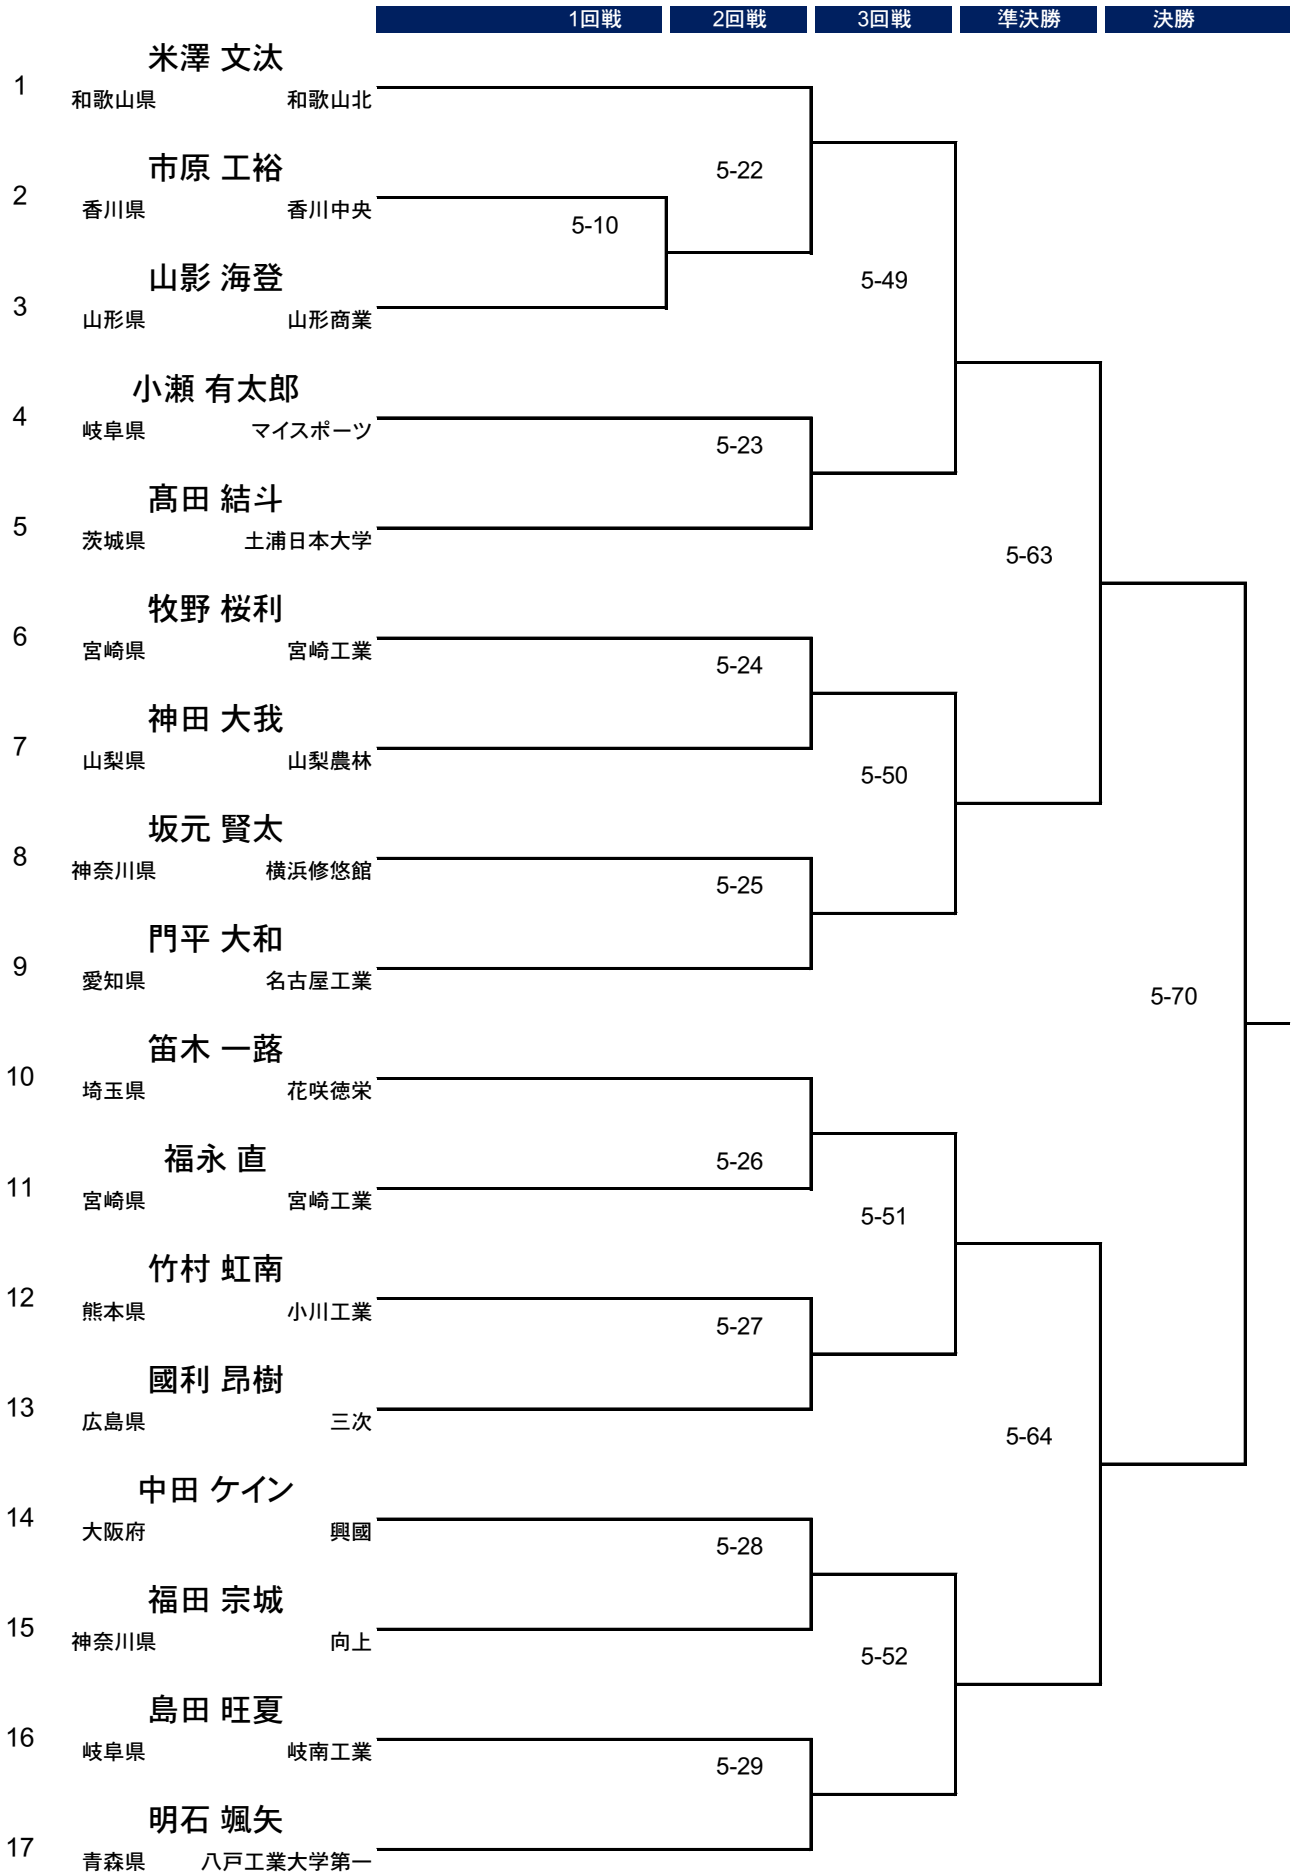 1回戦 2回戦 3回戦 準決勝 決勝
米澤 文汰
1
和歌山県 和歌山北
市原 工裕
5-22
2
香川県 香川中央
5-10
山影 海登
5-49
3
山形県 山形商業
小瀬 有太郎
4
岐阜県 マイスポーツ
5-23
髙田 結斗
5
茨城県 土浦日本大学
5-63
牧野 桜利
6
宮崎県 宮崎工業
5-24
神田 大我
7
山梨県 山梨農林
5-50
坂元 賢太
8
神奈川県 横浜修悠館
5-25
門平 大和
9
愛知県 名古屋工業
5-70
笛木 一蕗
10
埼玉県 花咲徳栄
福永 直
5-26
11
宮崎県 宮崎工業
5-51
竹村 虹南
12
熊本県 小川工業
5-27
國利 昂樹
13
広島県 三次
5-64
中田 ケイン
14
大阪府 興國
5-28
福田 宗城
15
神奈川県 向上
5-52
島田 旺夏
16
岐阜県 岐南工業
5-29
明石 颯矢
17
青森県 八戸工業大学第一